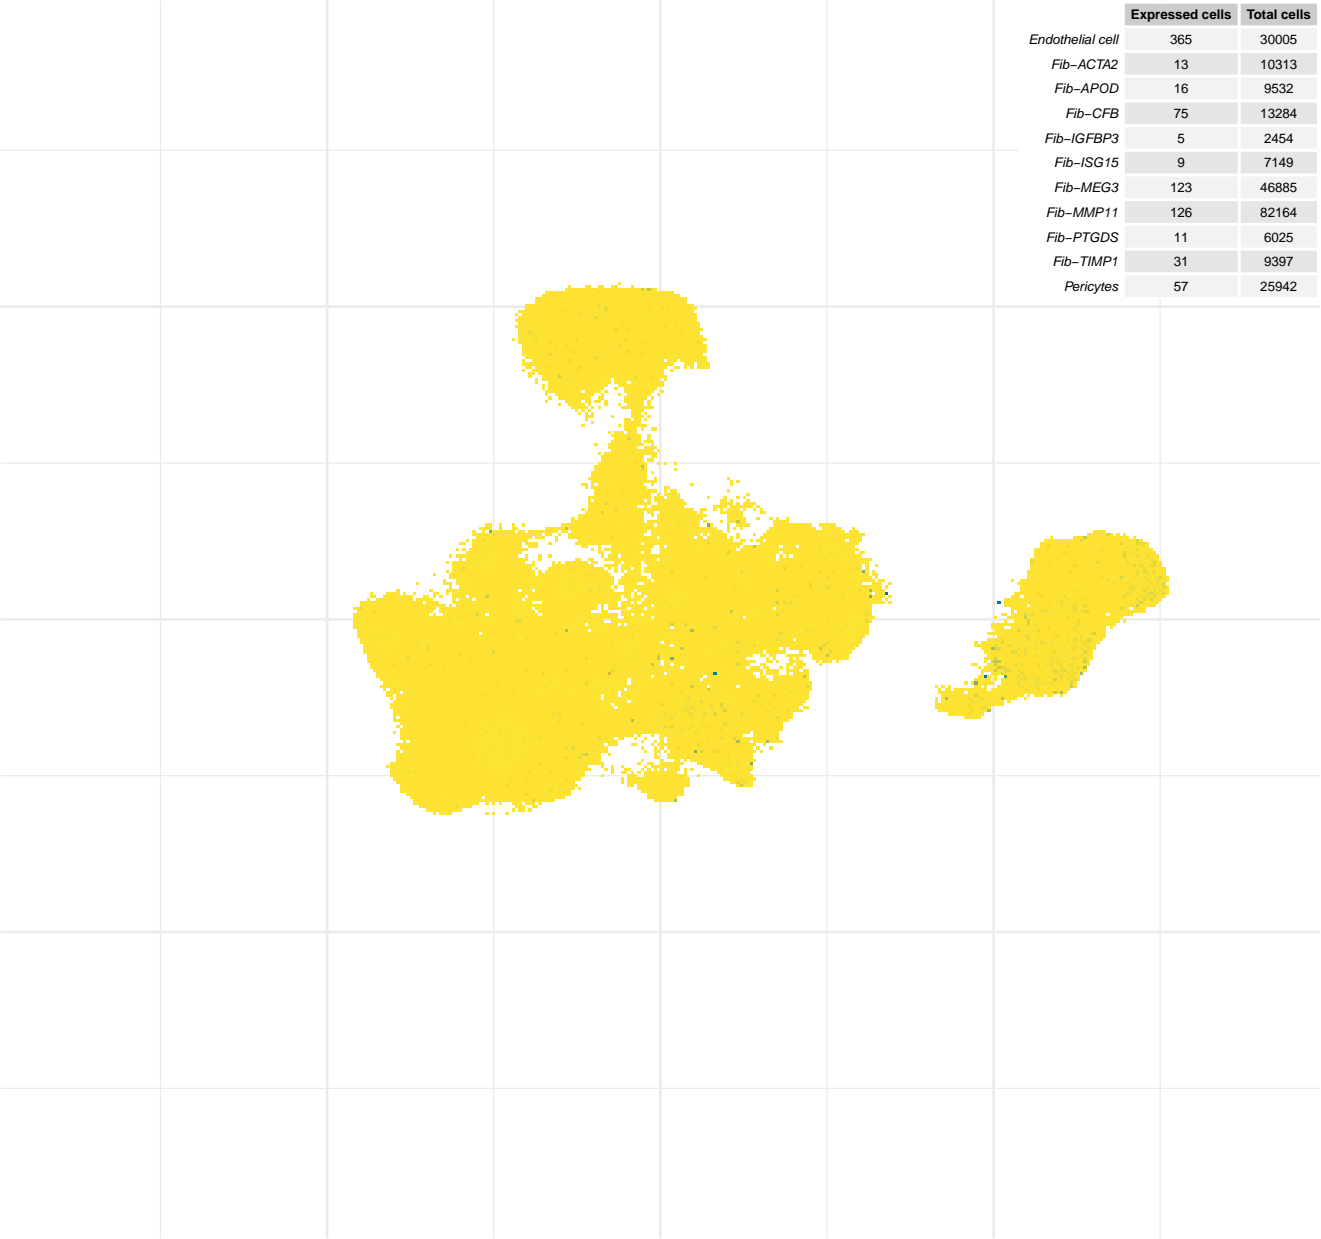 Expressed cells Total cells
Endothelial cell 365 30005
Fib−ACTA2 13 10313
Fib−APOD 16 9532
Fib−CFB 75 13284
Fib−IGFBP3 5 2454
Fib−ISG15 9 7149
Fib−MEG3 123 46885
Fib−MMP11 126 82164
Fib−PTGDS 11 6025
Fib−TIMP1 31 9397
Pericytes 57 25942